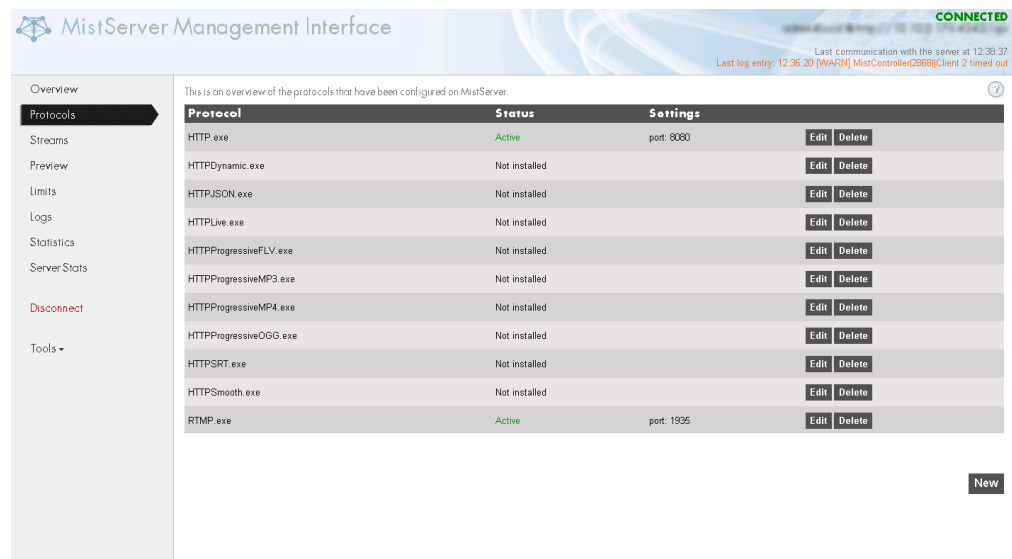 MistServer Management Interface
CONNECTED
Last communication with the server at 12:38:37
Last log entry: 12:36:20 [WARN] MistController|2868||Client 2 timed out
Overview
Protocols
Streams
Preview
Limits
Logs
Statistics
Server Stats
Disconnect
Tools
This is an overview of the protocols that have been configured on MistServer.
?
Protocol Status Settings
HTTP.exe Active port: 8080 Edit Delete
HTTPDynamic.exe Not installed Edit Delete
HTTPJSON.exe Not installed Edit Delete
HTTPLive.exe Not installed Edit Delete
HTTPProgressiveFLV.exe Not installed Edit Delete
HTTPProgressiveMP3.exe Not installed Edit Delete
HTTPProgressiveMP4.exe Not installed Edit Delete
HTTPProgressiveOGG.exe Not installed Edit Delete
HTTPSRT.exe Not installed Edit Delete
HTTPSmooth.exe Not installed Edit Delete
RTMP.exe Active port: 1935 Edit Delete
New